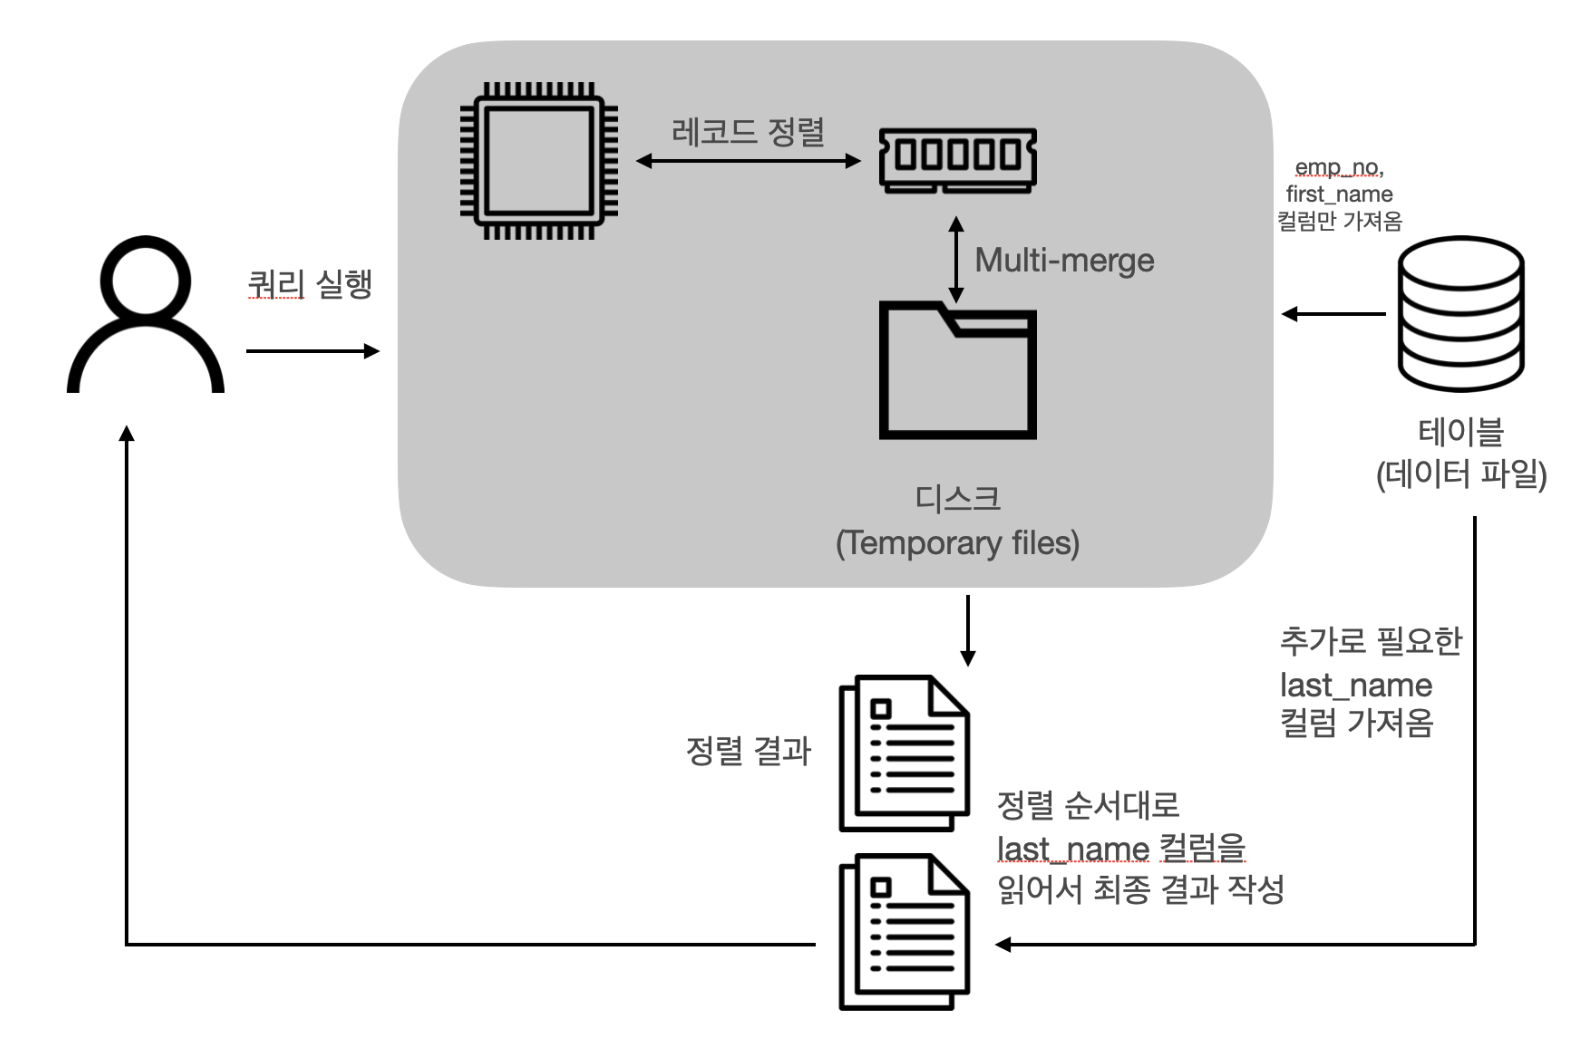 레코드 정렬
emp_no,
first_name
컬럼만 가져옴
쿼리 실행
Multi-merge
테이블
(데이터 파일)
디스크
(Temporary files)
추가로 필요한
last_name
컬럼 가져옴
정렬 결과
정렬 순서대로
last_name 컬럼을
읽어서 최종 결과 작성